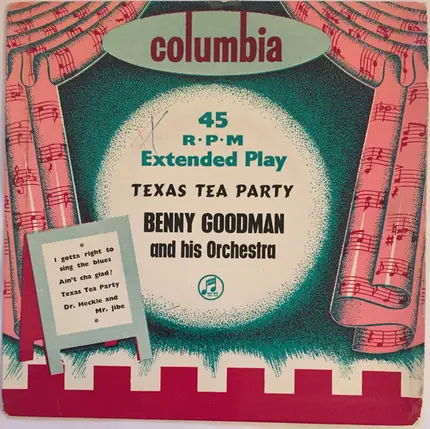 columbia
45
R·P·M
Extended Play
TEXAS TEA PARTY
BENNY GOODMAN
and his Orchestra
I gotta right to
sing the blues
Ain't cha glad?
Texas Tea Party
Dr. Heckle and
Mr. Jibe